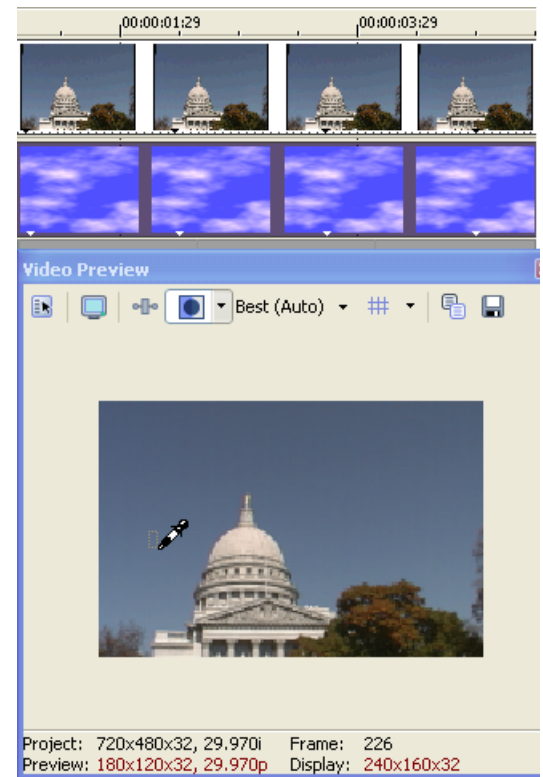 00:00:01;29 00:00:03;29
Video Preview
Best (Auto)
Project: 720x480x32, 29.970i Frame: 226
Preview: 180x120x32, 29.970p Display: 240x160x32